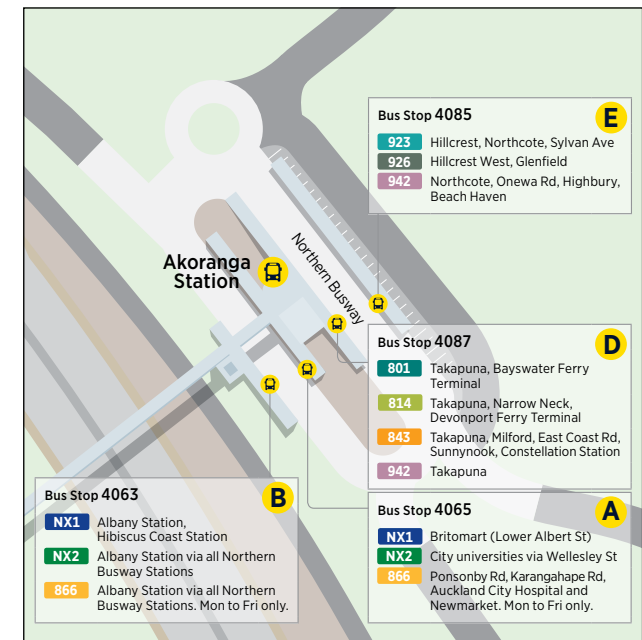 Bus Stop 4085
E
923 Hillcrest, Northcote, Sylvan Ave
926 Hillcrest West, Glenfield
942 Northcote, Onewa Rd, Highbury,
Beach Haven
Akoranga
Station
Northern Busway
Bus Stop 4087
D
801 Takapuna, Bayswater Ferry
Terminal
814 Takapuna, Narrow Neck,
Devonport Ferry Terminal
843 Takapuna, Milford, East Coast Rd,
Sunnynook, Constellation Station
942 Takapuna
Bus Stop 4063
B
NX1 Albany Station,
Hibiscus Coast Station
NX2 Albany Station via all Northern
Busway Stations
866 Albany Station via all Northern
Busway Stations. Mon to Fri only.
Bus Stop 4065
A
NX1 Britomart (Lower Albert St)
NX2 City universities via Wellesley St
866 Ponsonby Rd, Karangahape Rd,
Auckland City Hospital and
Newmarket. Mon to Fri only.